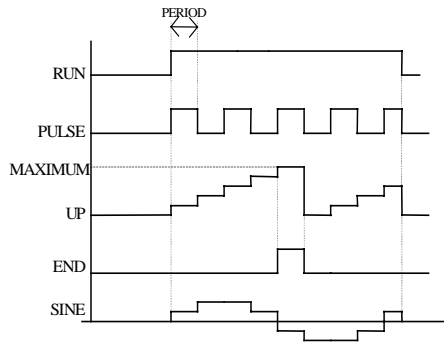 PERIOD
RUN
PULSE
MAXIMUM
UP
END
SINE